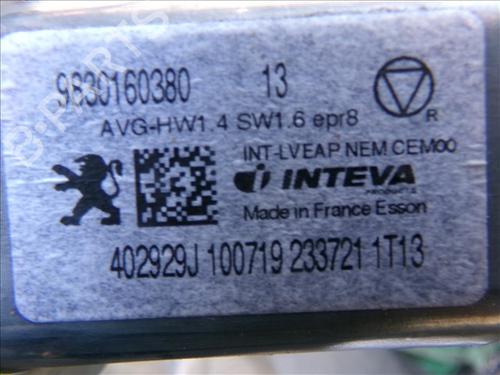 9830160380 13
R
AVG-HW1.4 SW1.6 epr8
INT-LVEAP NEM CEM00
INTEVA
PRODUCTS
Made in France Esson
402929J 100719 233721 1T13